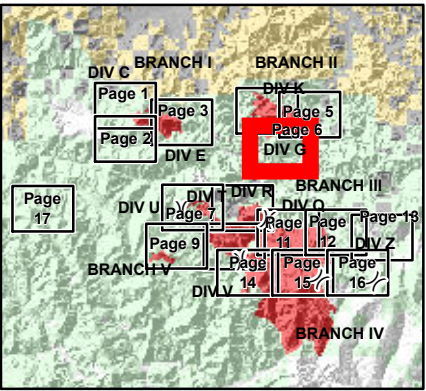 BRANCH I
BRANCH II
DIV C
DIV K
Page 1
Page 3
Page 5
Page 6
Page 2
DIV G
DIV E
BRANCH III
DIV R
Page
17
DIV U
Page 7
DIV O
Page 13
Page
11
Page
12
Page 9
DIV Z
BRANCH V
Page
14
Page
15
Page
16
DIV V
BRANCH IV